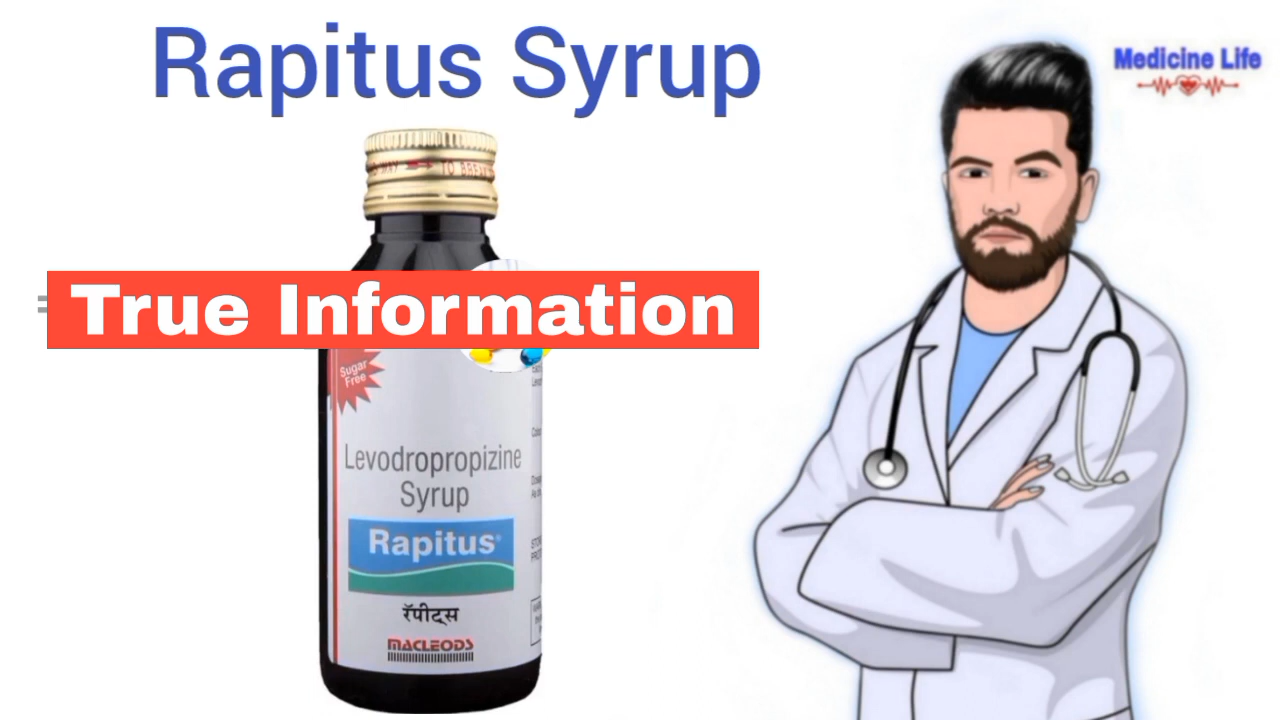 Rapitus Syrup
Medicine Life
True Information
Sugar
Free
Levodropropizine
Syrup
Rapitus®
रॅपीट्स
MACLEODS